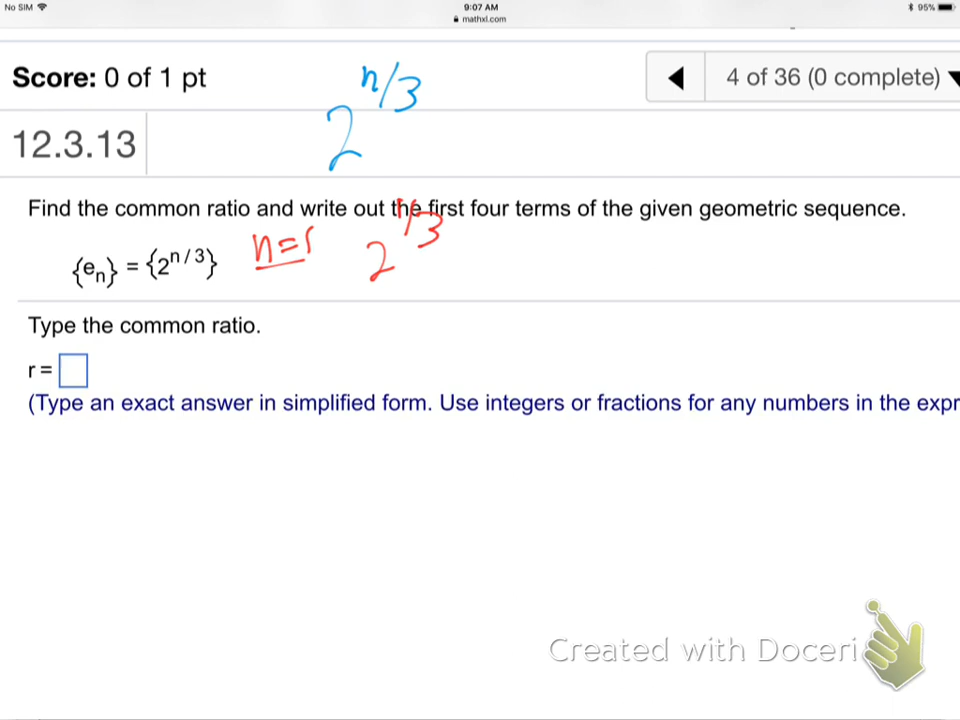 No SIM 9:07 AM 95%
mathxl.com
Score: 0 of 1 pt
4 of 36 (0 complete)
2^{n/3}
12.3.13
Find the common ratio and write out the first four terms of the given geometric sequence.
{e_n} = {2^{n/3}}
n=1
2^{1/3}
Type the common ratio.
r =
(Type an exact answer in simplified form. Use integers or fractions for any numbers in the expr
Created with Doceri